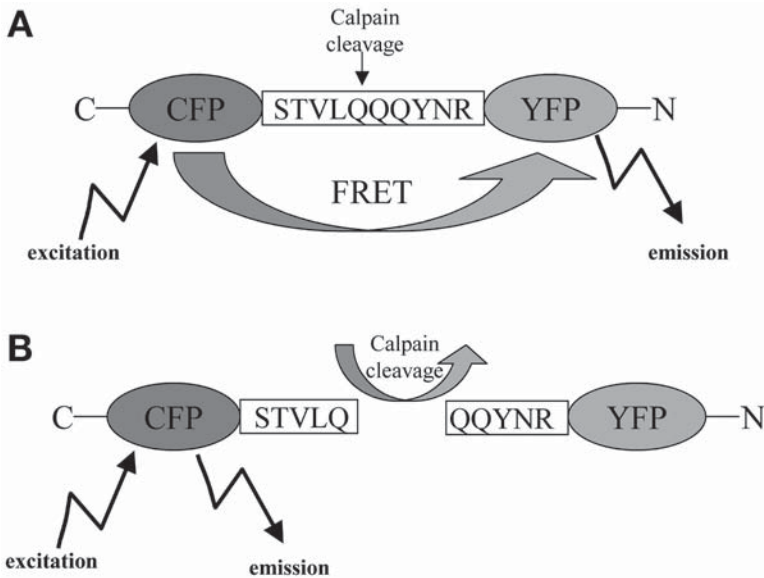 A
Calpain
cleavage
C CFP STVLQQQYNR YFP N
FRET
excitation
emission
B
Calpain
cleavage
C CFP STVLQ QQYNR YFP N
excitation
emission